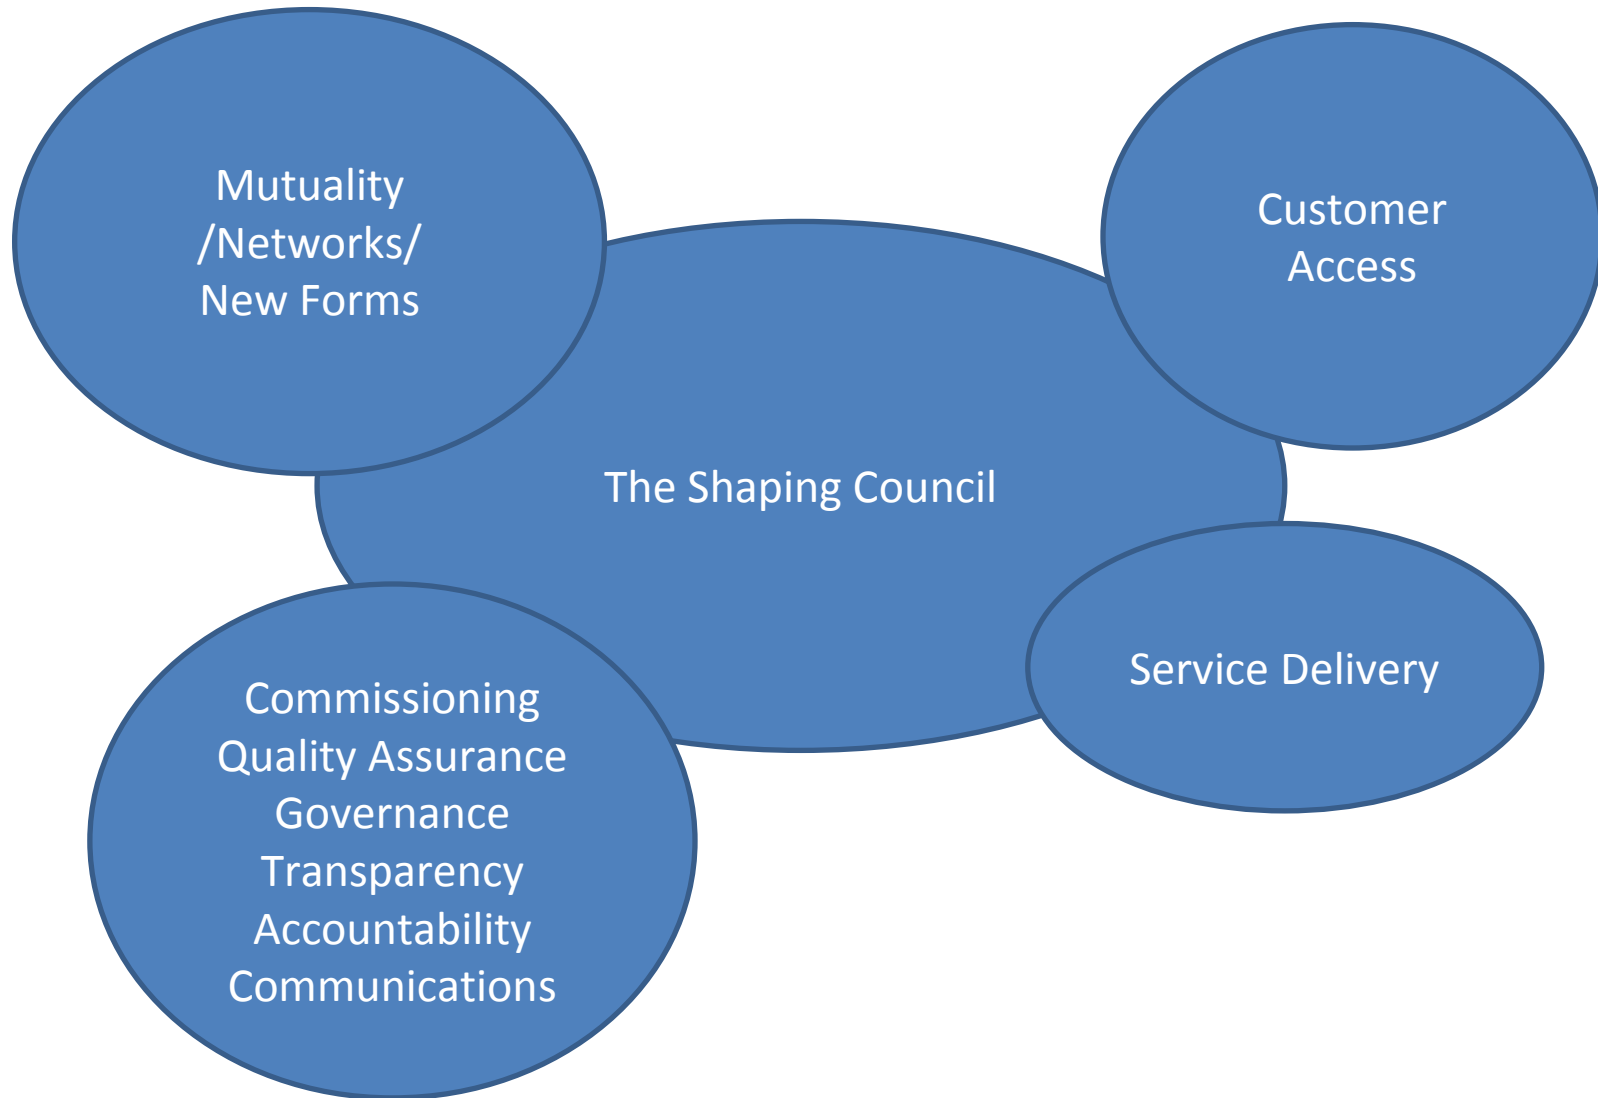 Mutuality
/Networks/
New Forms
Customer
Access
The Shaping Council
Service Delivery
Commissioning
Quality Assurance
Governance
Transparency
Accountability
Communications